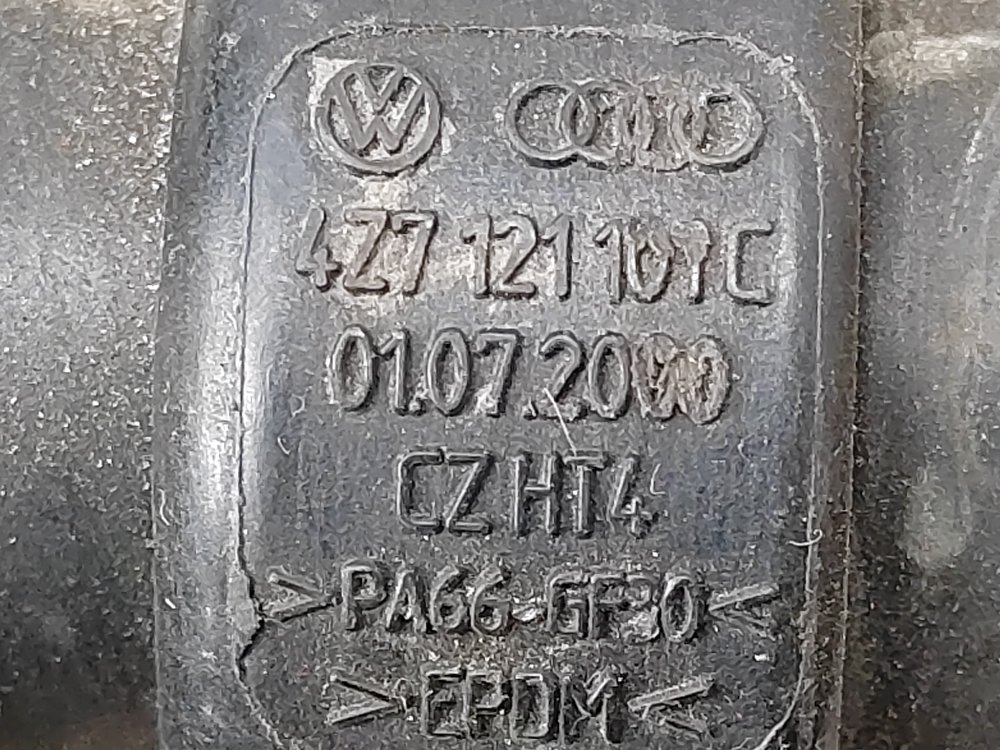 4Z7 121 101 C
01.07.2000
CZ HT4
>PA66-GF30<
>EPDM<